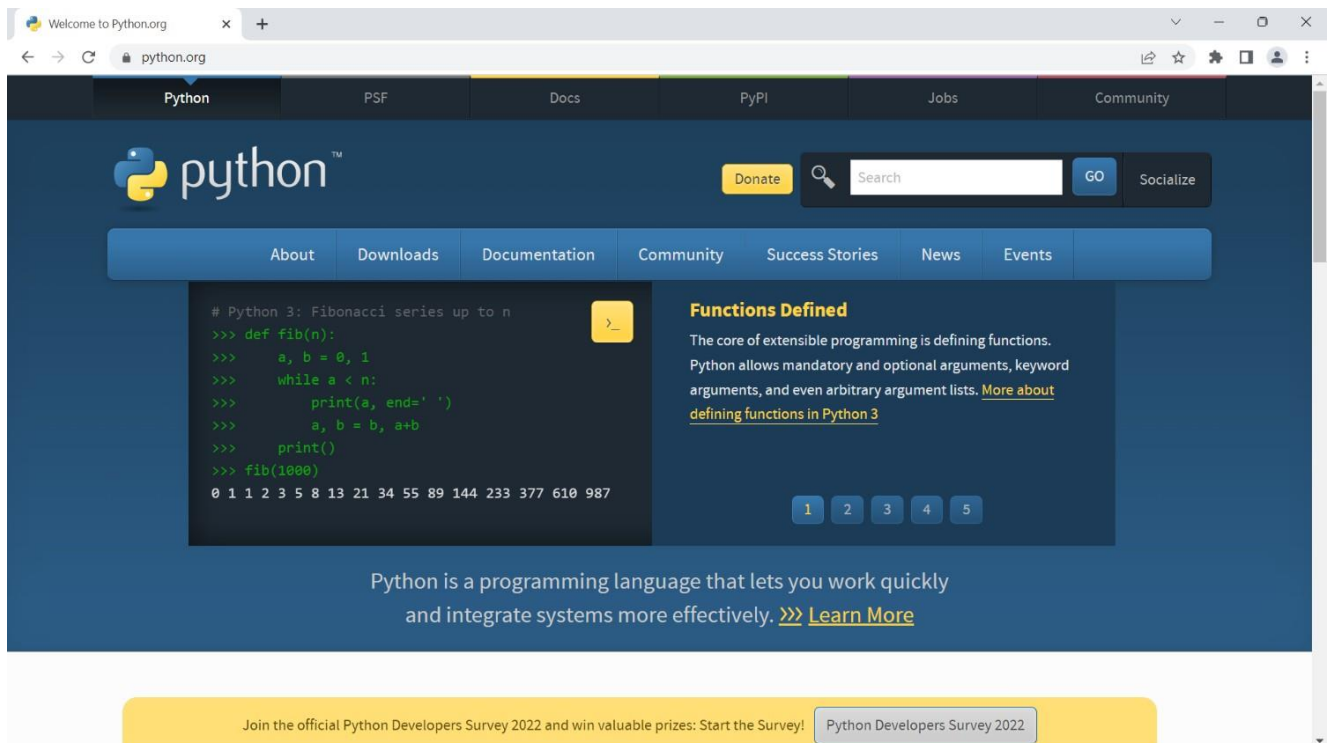 Welcome to Python.org
python.org
Python PSF Docs PyPI Jobs Community
python™
Donate Search GO Socialize
About Downloads Documentation Community Success Stories News Events
# Python 3: Fibonacci series up to n
>>> def fib(n):
>>>     a, b = 0, 1
>>>     while a < n:
>>>         print(a, end=' ')
>>>         a, b = b, a+b
>>>     print()
>>> fib(1000)
0 1 1 2 3 5 8 13 21 34 55 89 144 233 377 610 987
>_
Functions Defined
The core of extensible programming is defining functions.
Python allows mandatory and optional arguments, keyword
arguments, and even arbitrary argument lists. More about
defining functions in Python 3
1 2 3 4 5
Python is a programming language that lets you work quickly
and integrate systems more effectively. >>> Learn More
Join the official Python Developers Survey 2022 and win valuable prizes: Start the Survey! Python Developers Survey 2022